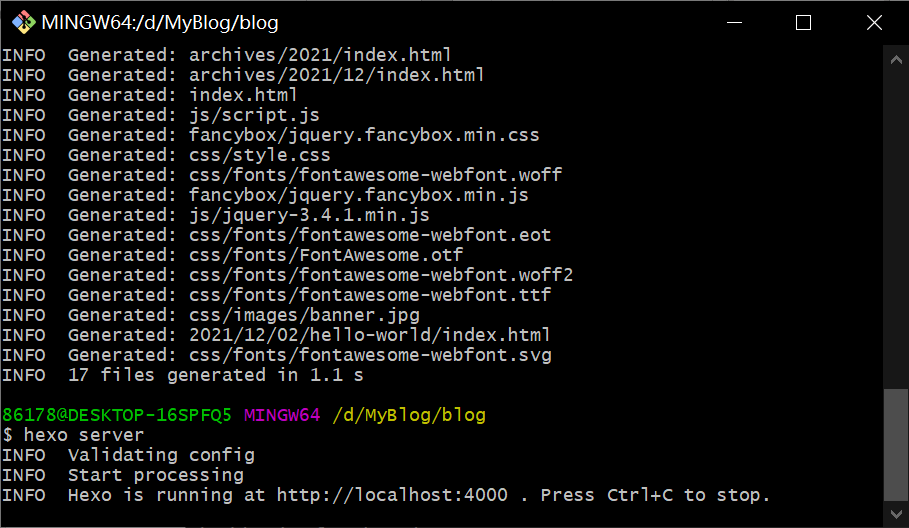 MINGW64:/d/MyBlog/blog
INFO  Generated: archives/2021/index.html
INFO  Generated: archives/2021/12/index.html
INFO  Generated: index.html
INFO  Generated: js/script.js
INFO  Generated: fancybox/jquery.fancybox.min.css
INFO  Generated: css/style.css
INFO  Generated: css/fonts/fontawesome-webfont.woff
INFO  Generated: fancybox/jquery.fancybox.min.js
INFO  Generated: js/jquery-3.4.1.min.js
INFO  Generated: css/fonts/fontawesome-webfont.eot
INFO  Generated: css/fonts/FontAwesome.otf
INFO  Generated: css/fonts/fontawesome-webfont.woff2
INFO  Generated: css/fonts/fontawesome-webfont.ttf
INFO  Generated: css/images/banner.jpg
INFO  Generated: 2021/12/02/hello-world/index.html
INFO  Generated: css/fonts/fontawesome-webfont.svg
INFO  17 files generated in 1.1 s
86178@DESKTOP-16SPFQ5 MINGW64 /d/MyBlog/blog
$ hexo server
INFO  Validating config
INFO  Start processing
INFO  Hexo is running at http://localhost:4000 . Press Ctrl+C to stop.